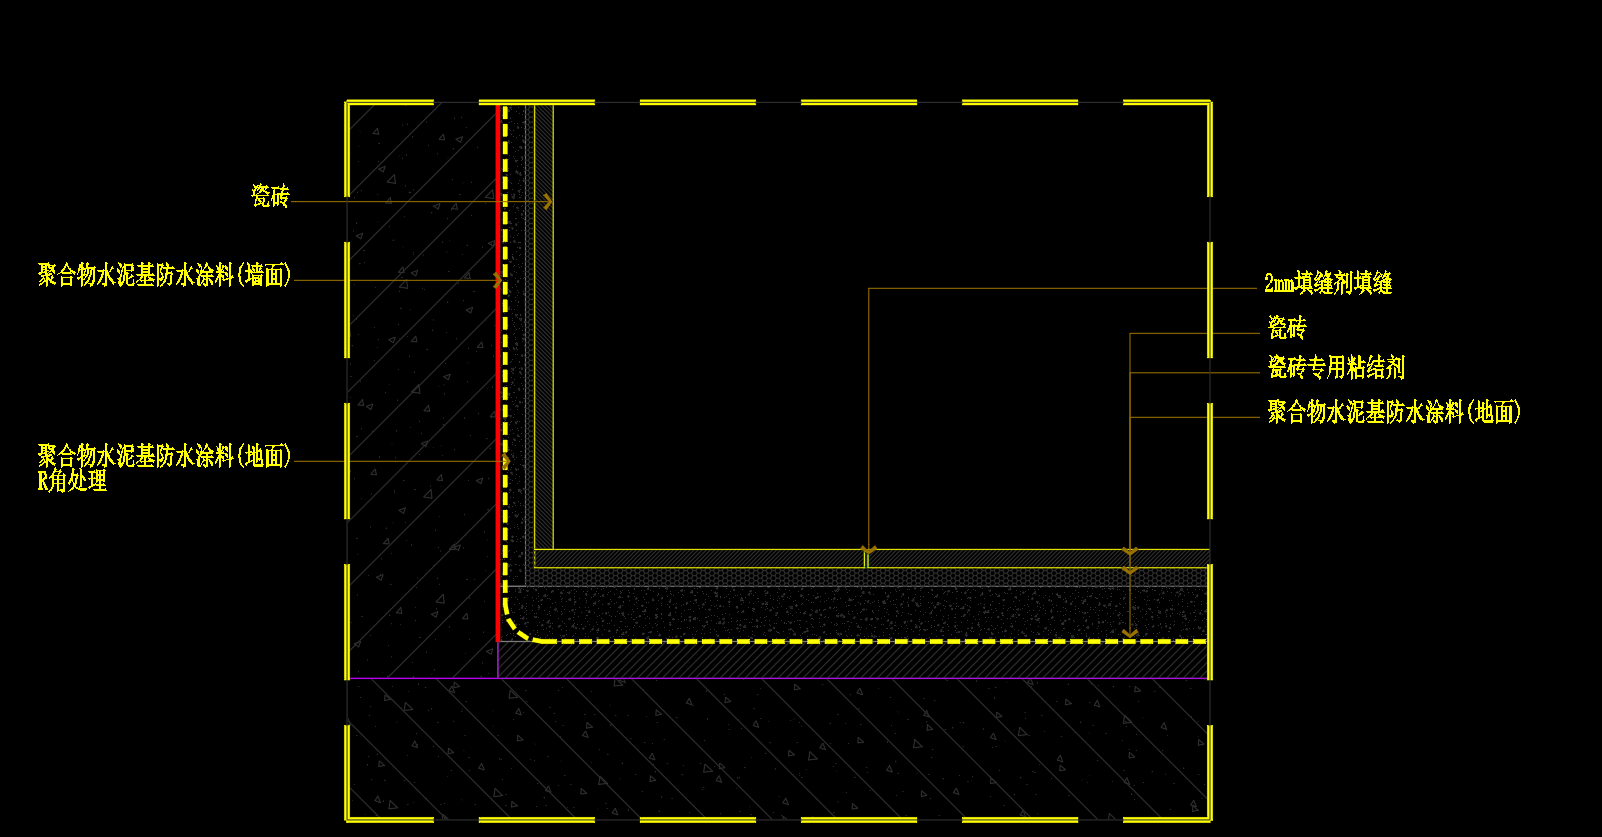 瓷砖
聚合物水泥基防水涂料(墙面)
聚合物水泥基防水涂料(地面)
R角处理
2mm填缝剂填缝
瓷砖
瓷砖专用粘结剂
聚合物水泥基防水涂料(地面)